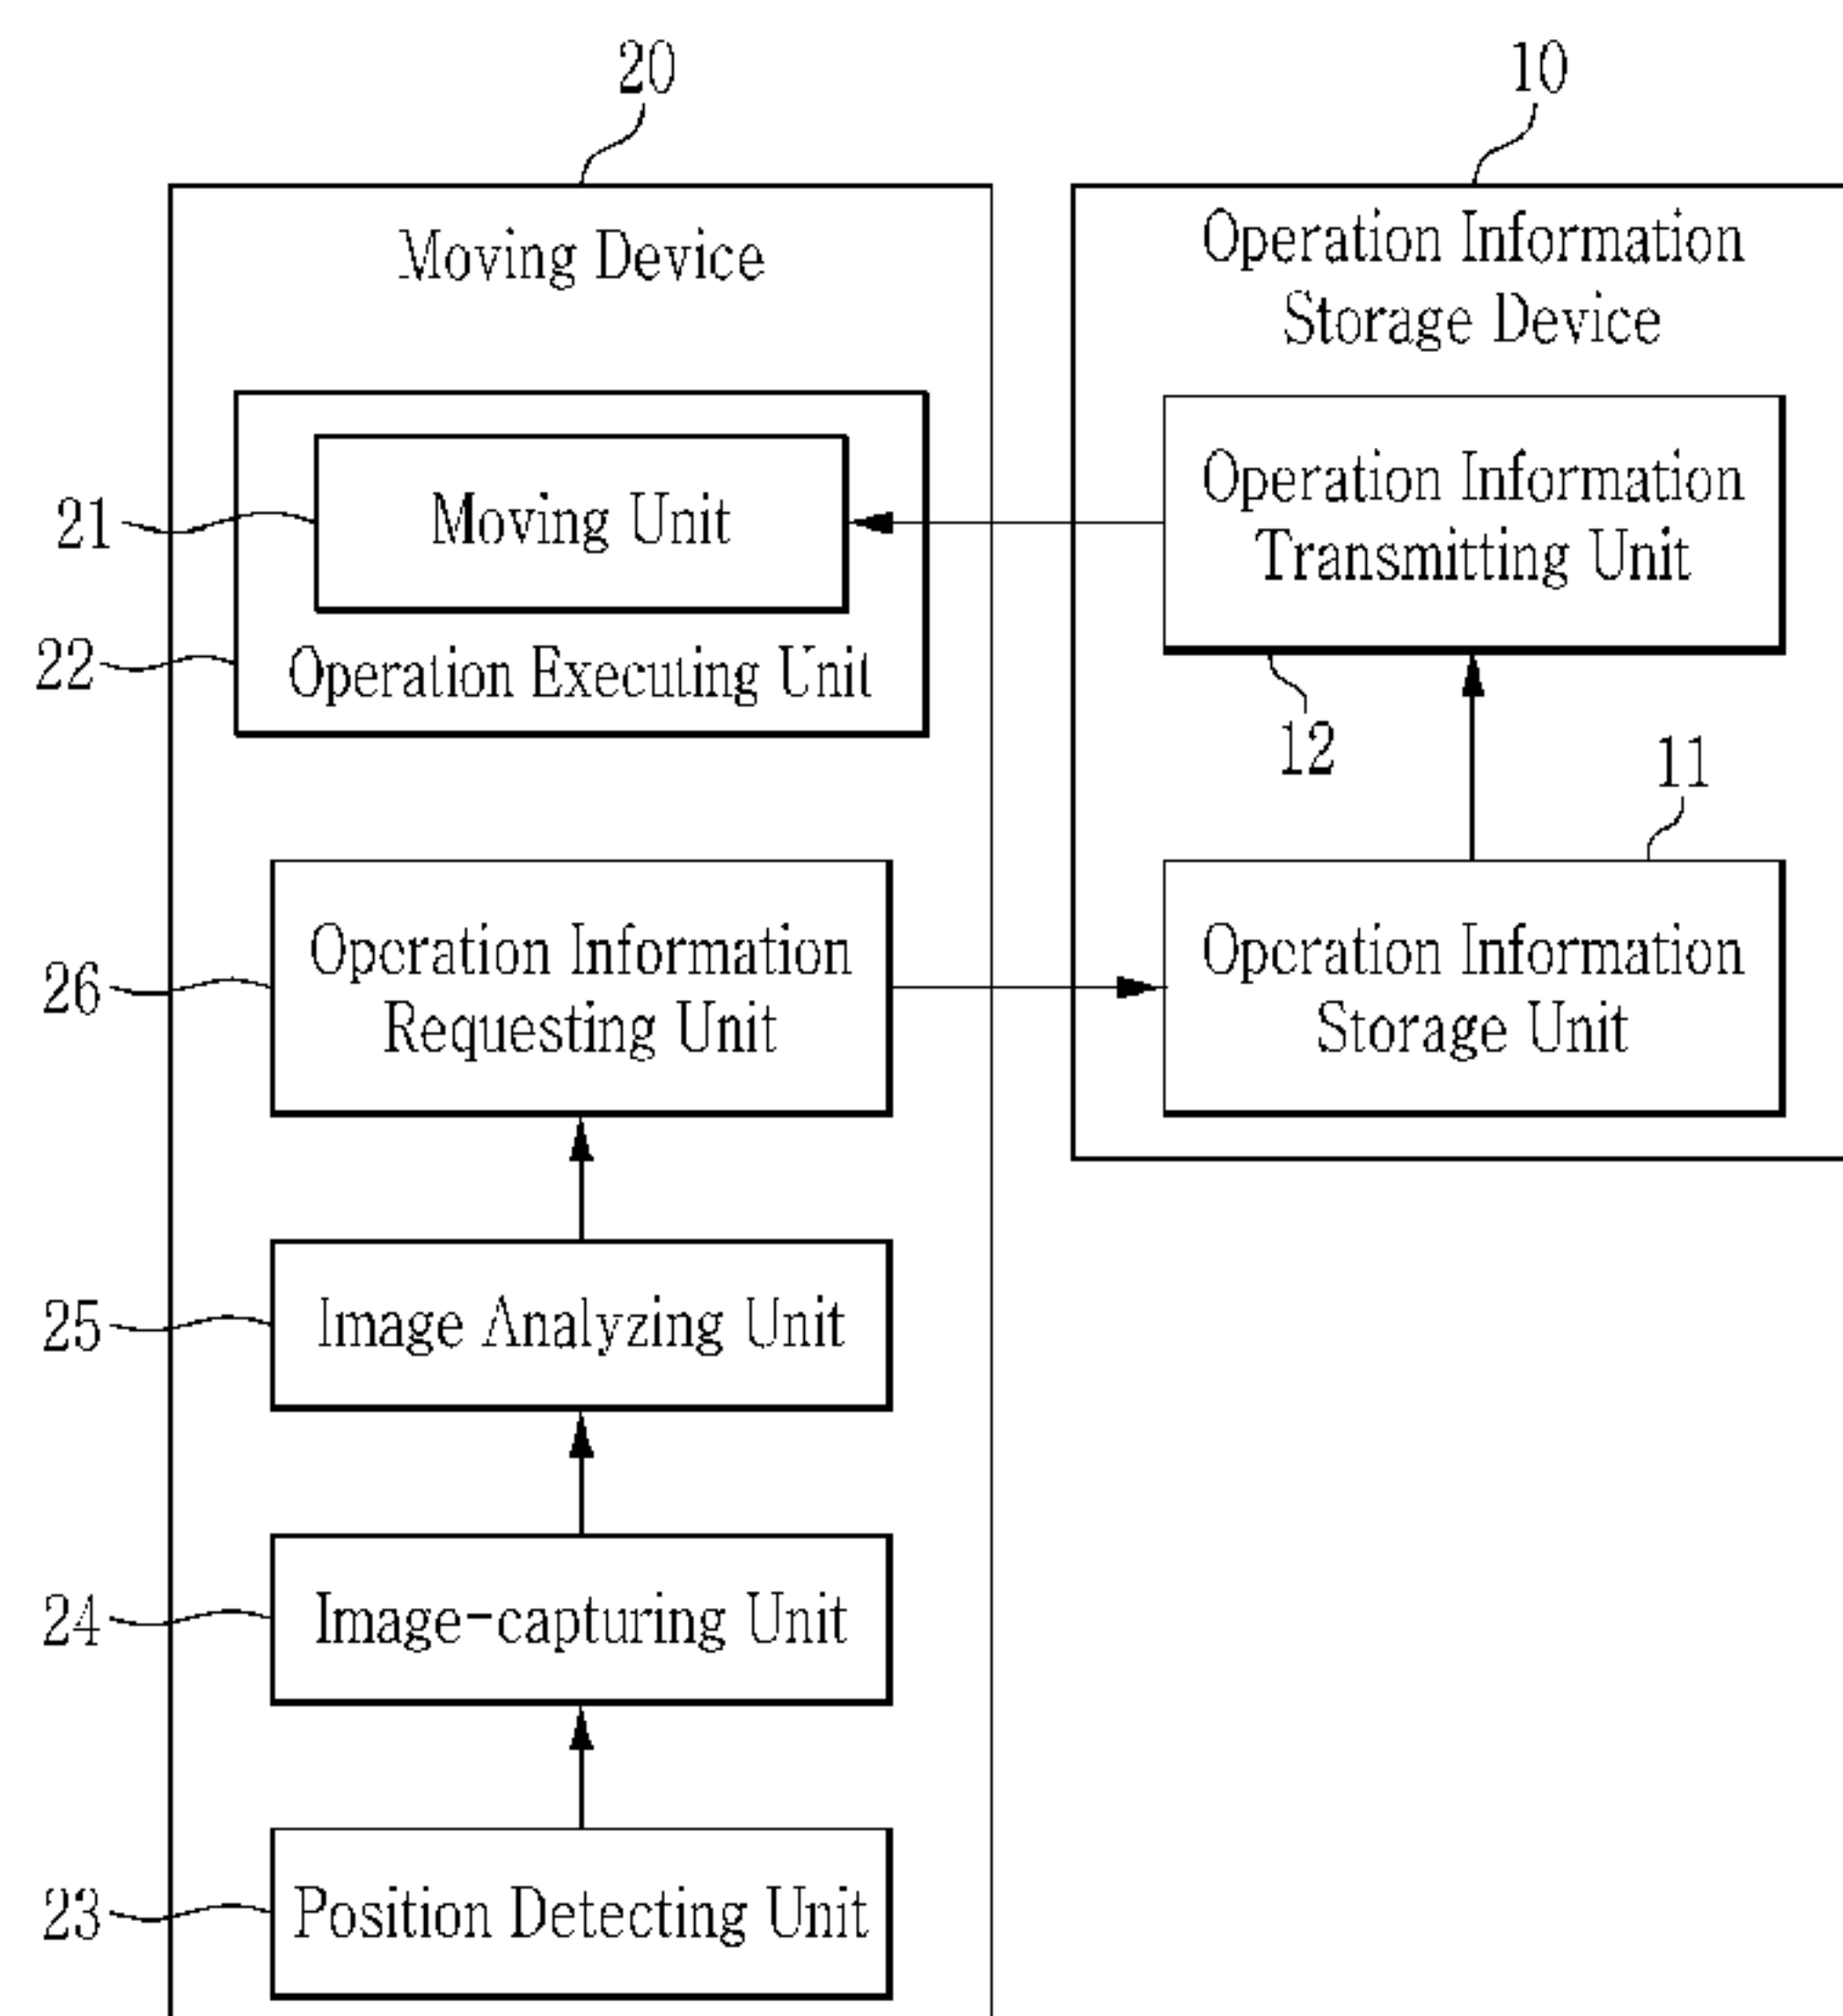 20
10
Moving Device
Operation Information
Storage Device
21
Moving Unit
Operation Information
Transmitting Unit
22
Operation Executing Unit
12
11
26
Operation Information
Requesting Unit
Operation Information
Storage Unit
25
Image Analyzing Unit
24
Image-capturing Unit
23
Position Detecting Unit